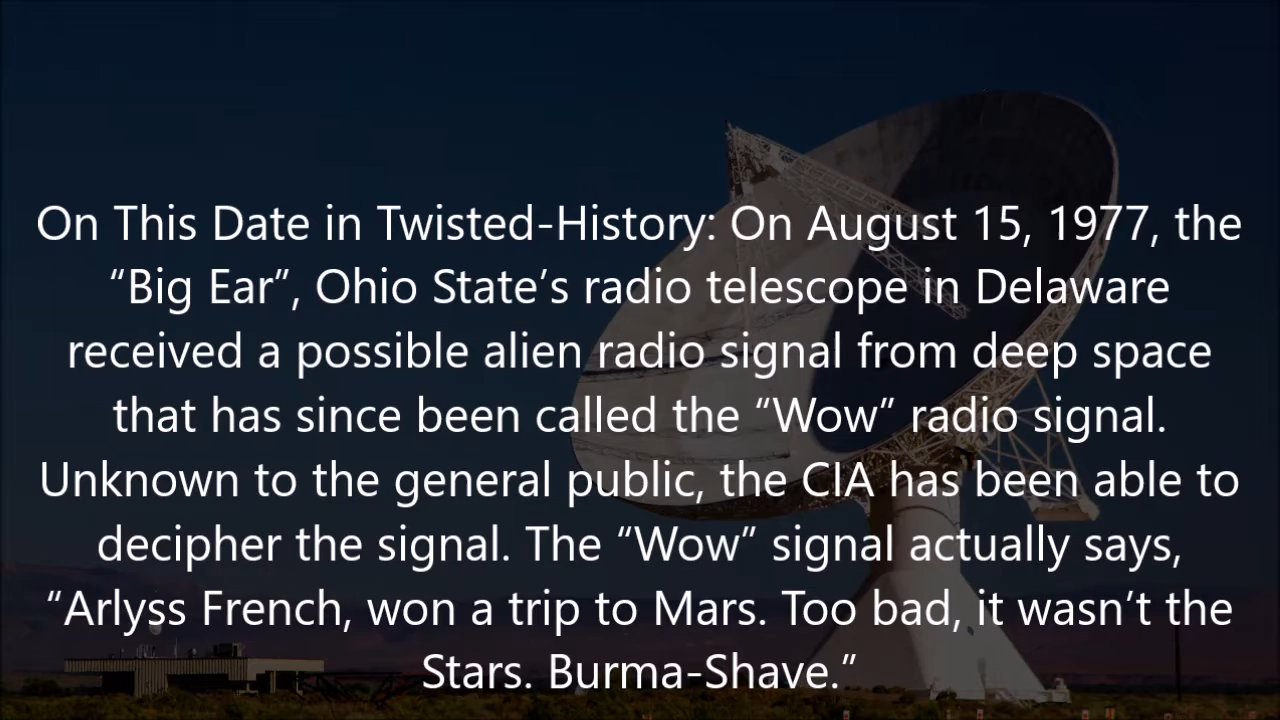 On This Date in Twisted-History: On August 15, 1977, the
“Big Ear”, Ohio State’s radio telescope in Delaware
received a possible alien radio signal from deep space
that has since been called the “Wow” radio signal.
Unknown to the general public, the CIA has been able to
decipher the signal. The “Wow” signal actually says,
“Arlyss French, won a trip to Mars. Too bad, it wasn’t the
Stars. Burma-Shave.”